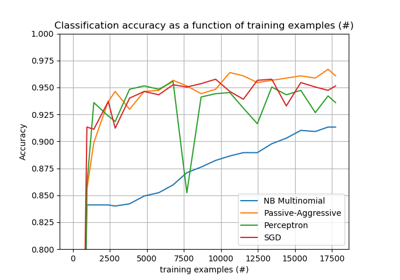 Classification accuracy as a function of training examples (#)
1.000
0.975
0.950
0.925
0.900
0.875
0.850
0.825
0.800
Accuracy
NB Multinomial
Passive-Aggressive
Perceptron
SGD
0 2500 5000 7500 10000 12500 15000 17500
training examples (#)